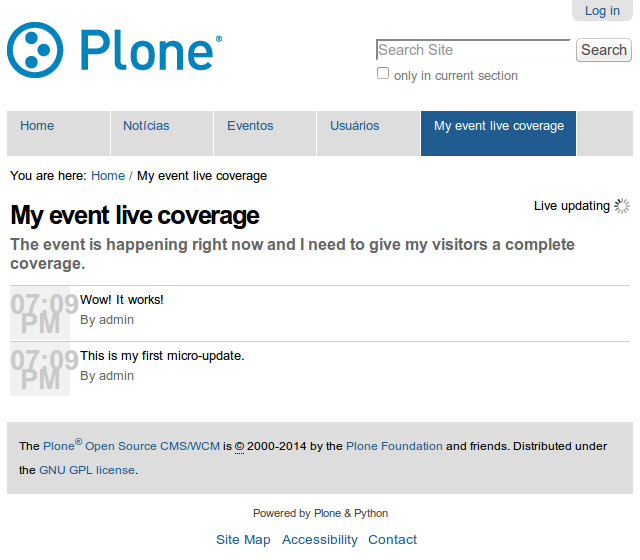 Log in
Plone®
Search Site
Search
only in current section
Home
Notícias
Eventos
Usuários
My event live coverage
You are here: Home / My event live coverage
My event live coverage
Live updating
The event is happening right now and I need to give my visitors a complete
coverage.
07:09
PM
Wow! It works!
By admin
07:09
PM
This is my first micro-update.
By admin
The Plone® Open Source CMS/WCM is © 2000-2014 by the Plone Foundation and friends. Distributed under
the GNU GPL license.
Powered by Plone & Python
Site Map Accessibility Contact